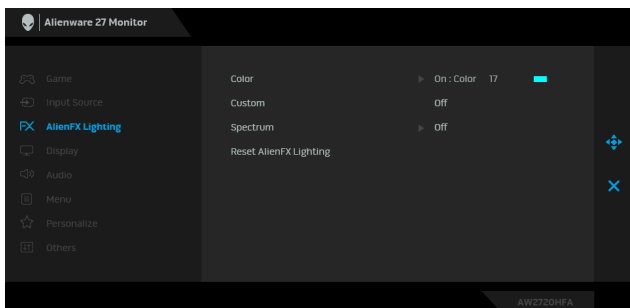 Alienware 27 Monitor
Game
Input Source
AlienFX Lighting
Display
Audio
Menu
Personalize
Others
Color On : Color 17
Custom Off
Spectrum Off
Reset AlienFX Lighting
AW2720HFA